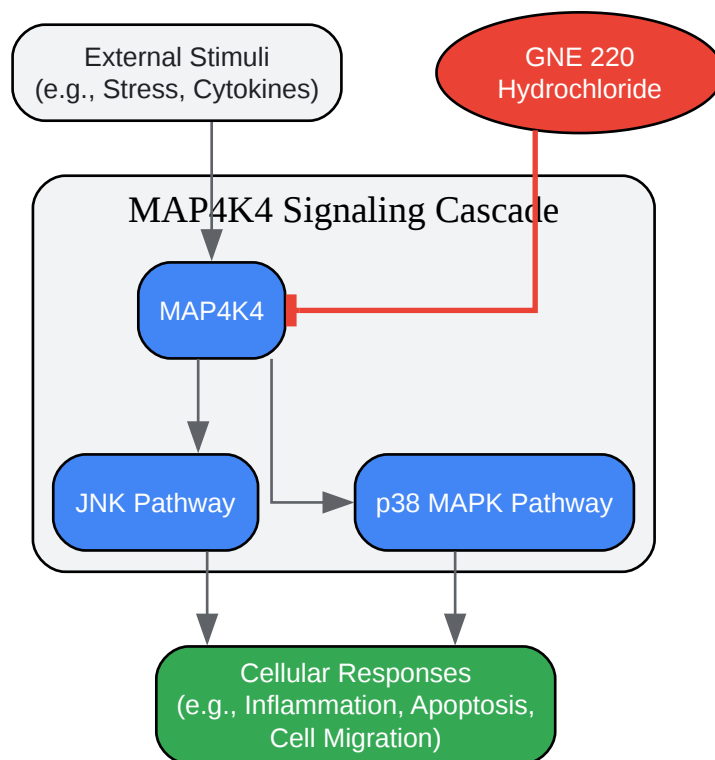 External Stimuli
(e.g., Stress, Cytokines)
GNE 220
Hydrochloride
MAP4K4 Signaling Cascade
MAP4K4
JNK Pathway
p38 MAPK Pathway
Cellular Responses
(e.g., Inflammation, Apoptosis,
Cell Migration)